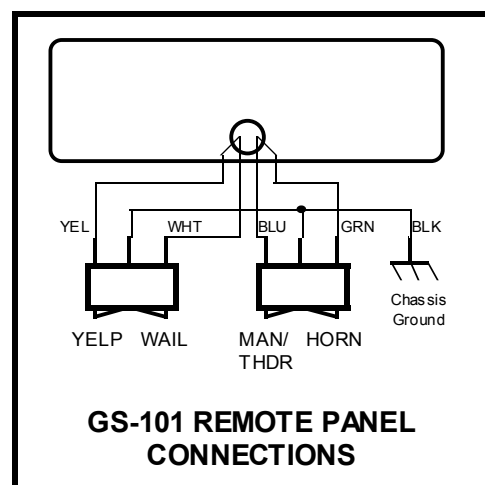 YEL WHT BLU GRN BLK
Chassis
Ground
YELP WAIL MAN/ HORN
THDR
GS-101 REMOTE PANEL
CONNECTIONS